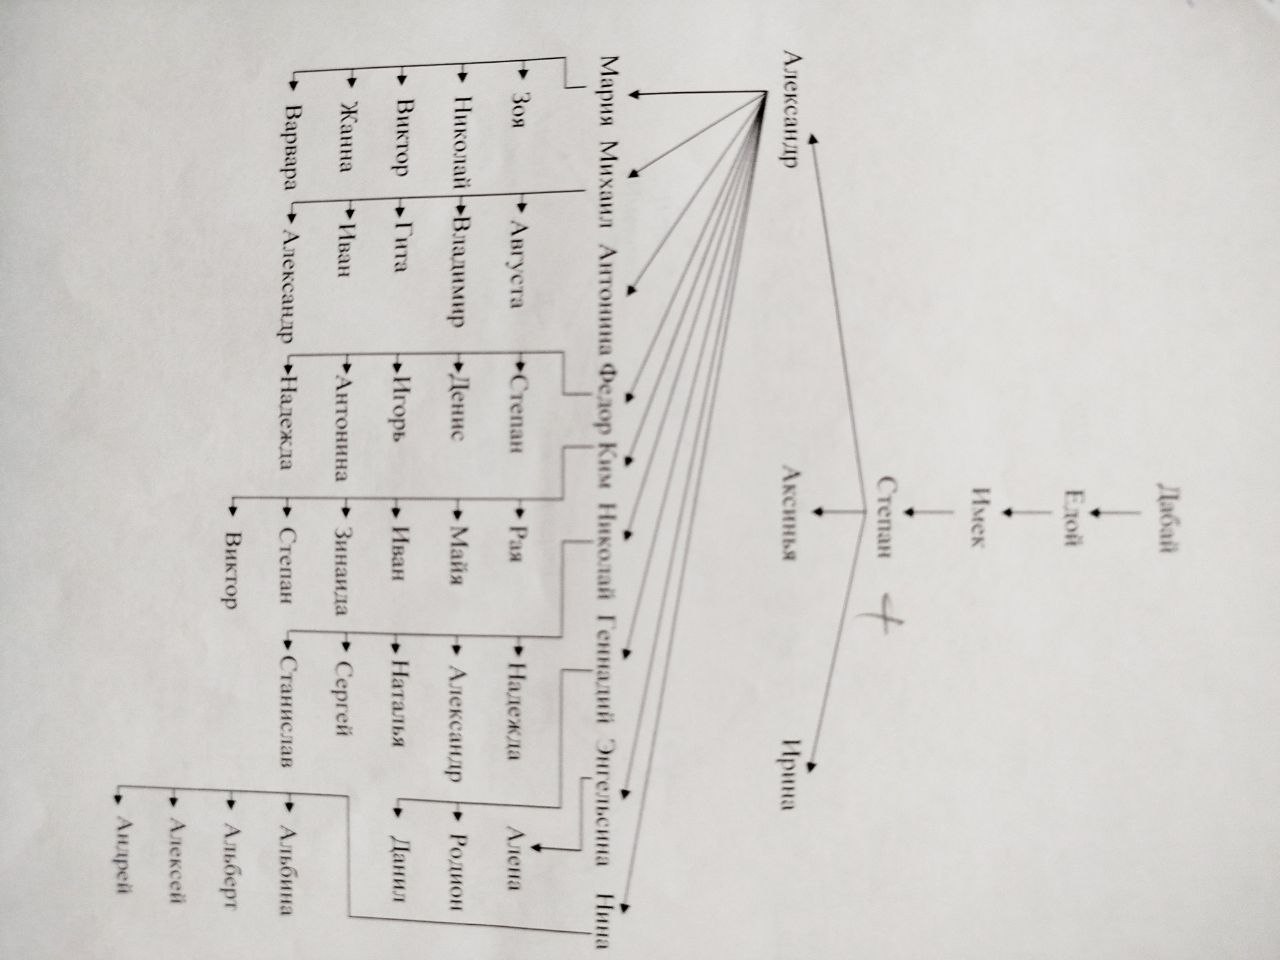 Дабай
Едой
Имек
Степан +
Александр Аксинья Ирина
Мария Михаил Антонина Федор Ким Николай Геннадий Энгельсина Нина
Зоя Августа Степан Рая Надежда Алена
Николай Владимир Денис Майя Александр Родион
Виктор Гита Игорь Иван Наталья Данил
Жанна Иван Антонина Зинаида Сергей
Варвара Александр Надежда Степан Станислав Альбина
Виктор Альберт
Алексей
Андрей